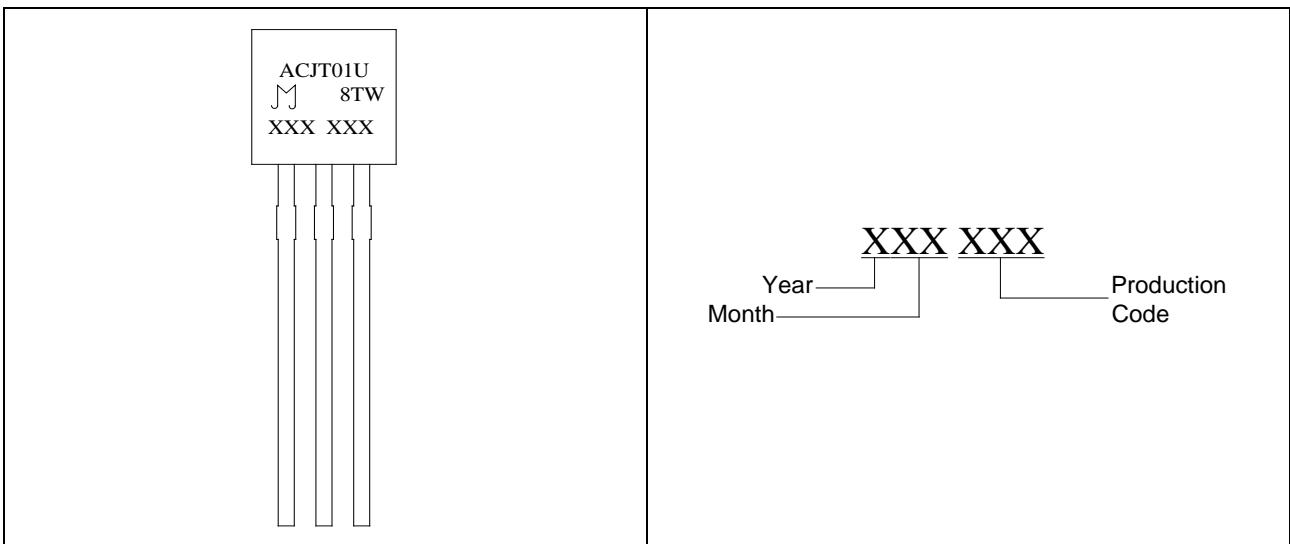 ACJT01U
8TW
XXX XXX
XXX XXX
Year
Month
Production
Code